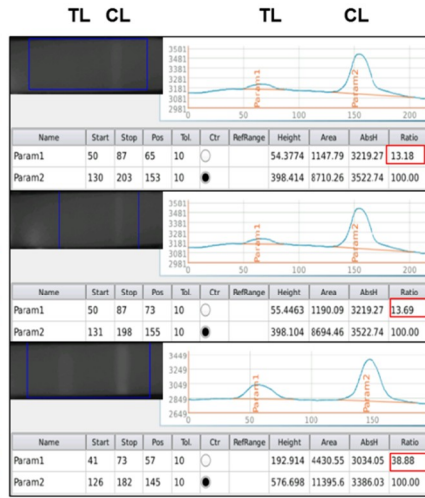 TL CL TL CL
3581
3481
3381
3281
3181
3081
2981
Param1
Param2
0 50 100 150 200
Name Start Stop Pos Tol. Ctr RefRange Height Area AbsH Ratio
Param1 50 87 65 10 54.3774 1147.79 3219.27 13.18
Param2 130 203 153 10 398.414 8710.26 3522.74 100.00
3581
3481
3381
3281
3181
3081
2981
Param1
Param2
0 50 100 150 200
Name Start Stop Pos Tol. Ctr RefRange Height Area AbsH Ratio
Param1 50 87 73 10 55.4463 1190.09 3219.27 13.69
Param2 131 198 155 10 398.104 8694.46 3522.74 100.00
3449
3249
3049
2849
2649
Param1
Param2
0 50 100 150
Name Start Stop Pos Tol. Ctr RefRange Height Area AbsH Ratio
Param1 41 73 57 10 192.914 4430.55 3034.05 38.88
Param2 126 182 145 10 576.698 11395.6 3386.03 100.00